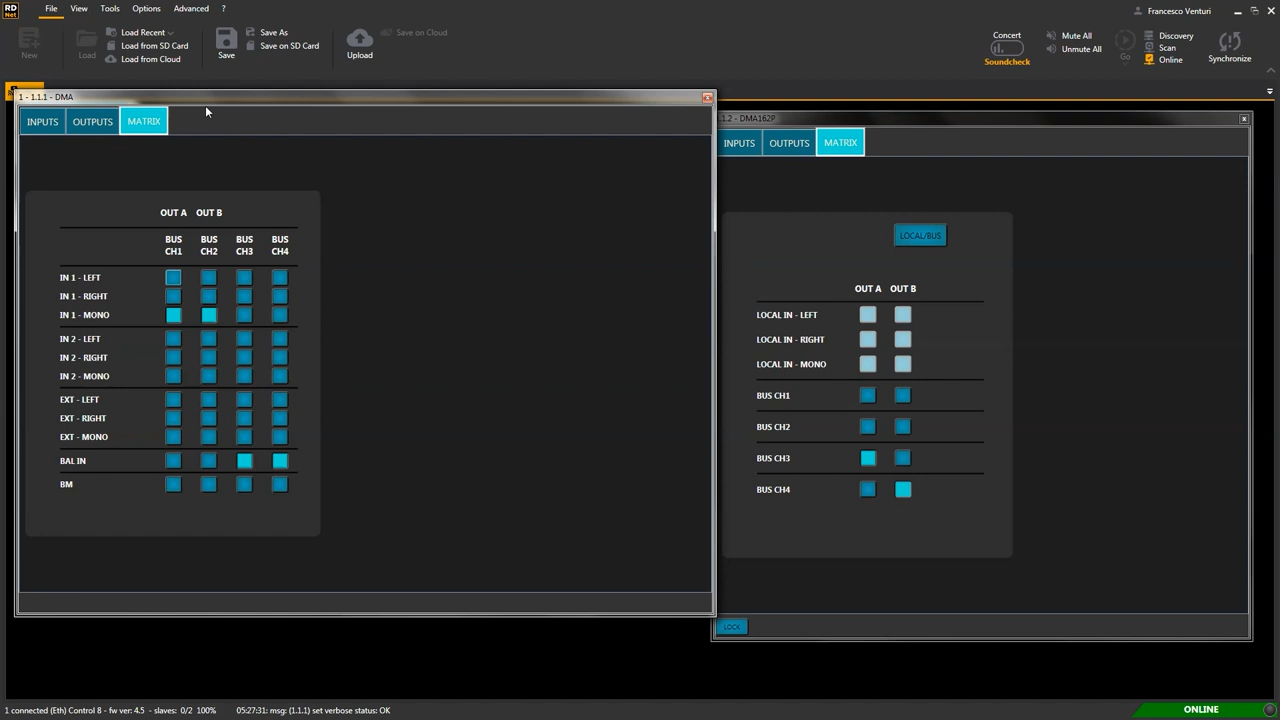 RD
Net
File View Tools Options Advanced ?
Francesco Venturi
New
Load
Load Recent
Load from SD Card
Load from Cloud
Save
Save As
Save on SD Card
Upload
Save on Cloud
Concert
Soundcheck
Mute All
Unmute All
Go
Discovery
Scan
Online
Synchronize
1 - 1.1.1 - DMA
INPUTS OUTPUTS MATRIX
OUT A OUT B
BUS CH1 BUS CH2 BUS CH3 BUS CH4
IN 1 - LEFT
IN 1 - RIGHT
IN 1 - MONO
IN 2 - LEFT
IN 2 - RIGHT
IN 2 - MONO
EXT - LEFT
EXT - RIGHT
EXT - MONO
BAL IN
BM
1.1.2 - DMA162P
INPUTS OUTPUTS MATRIX
LOCAL/BUS
OUT A OUT B
LOCAL IN - LEFT
LOCAL IN - RIGHT
LOCAL IN - MONO
BUS CH1
BUS CH2
BUS CH3
BUS CH4
LOCK
1 connected (Eth) Control 8 - fw ver: 4.5 - slaves: 0/2 100% 05:27:31: msg: (1.1.1) set verbose status: OK
ONLINE